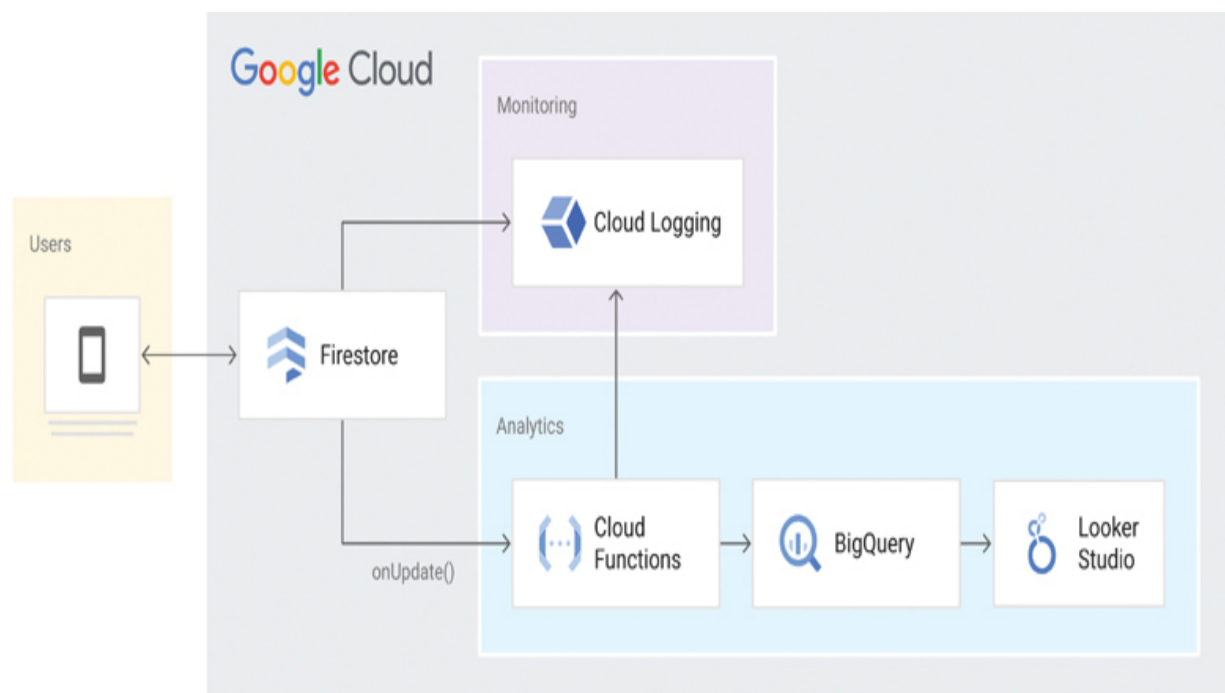 Google Cloud
Monitoring
Cloud Logging
Users
Firestore
Analytics
Cloud
Functions
BigQuery
Looker
Studio
onUpdate()